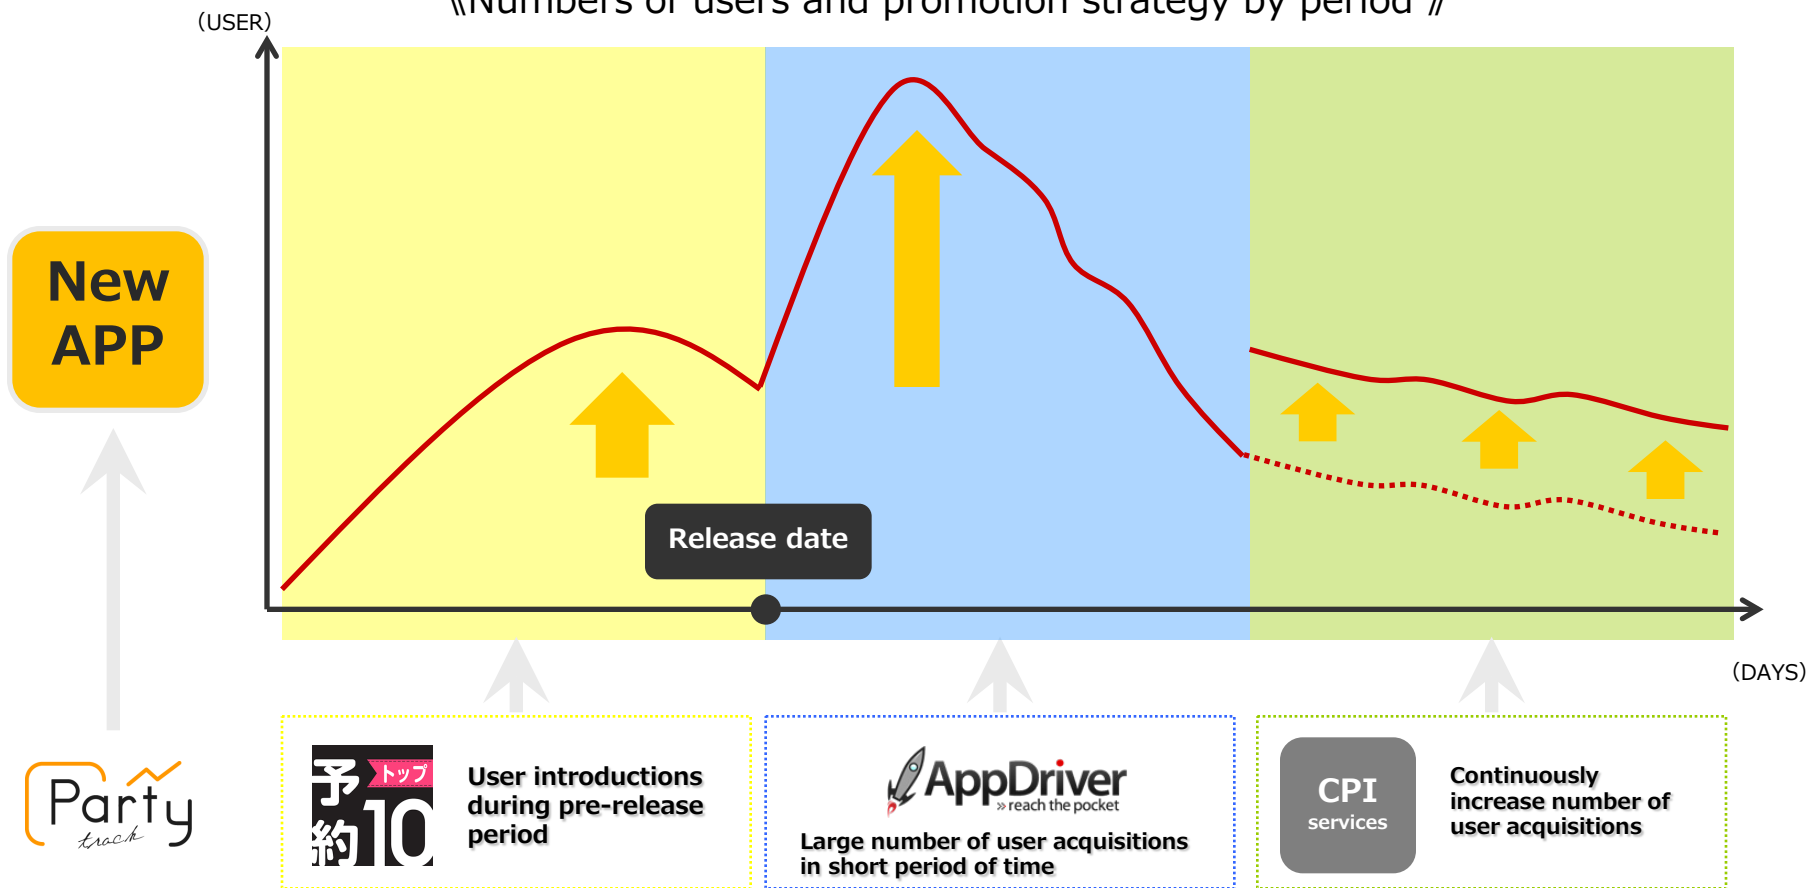 ⑊Numbers of users and promotion strategy by period //
(USER)
New
APP
Release date
(DAYS)
Party
track
予
約
トップ
10
User introductions
during pre-release
period
AppDriver
» reach the pocket
Large number of user acquisitions
in short period of time
CPI
services
Continuously
increase number of
user acquisitions